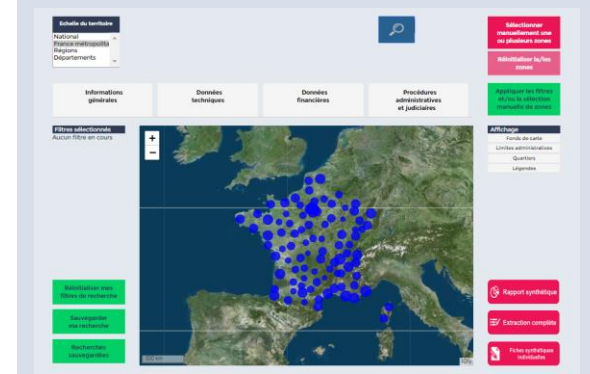 Echelle du territoire
National
France métropolita
Régions
Départements
Sélectionner
manuellement une
ou plusieurs zones
Réinitialiser la/les
zones
Informations
générales
Données
techniques
Données
financières
Procédures
administratives
et judiciaires
Appliquer les filtres
et/ou la sélection
manuelle de zones
Filtres sélectionnés
Aucun filtre en cours
+
−
Affichage
Fonds de carte
Limites administratives
Quartiers
Légendes
Réinitialiser mes
filtres de recherche
Sauvegarder
ma recherche
Recherches
sauvegardées
Rapport synthétique
Extraction complète
Fiches synthétiques
individuelles
100 km